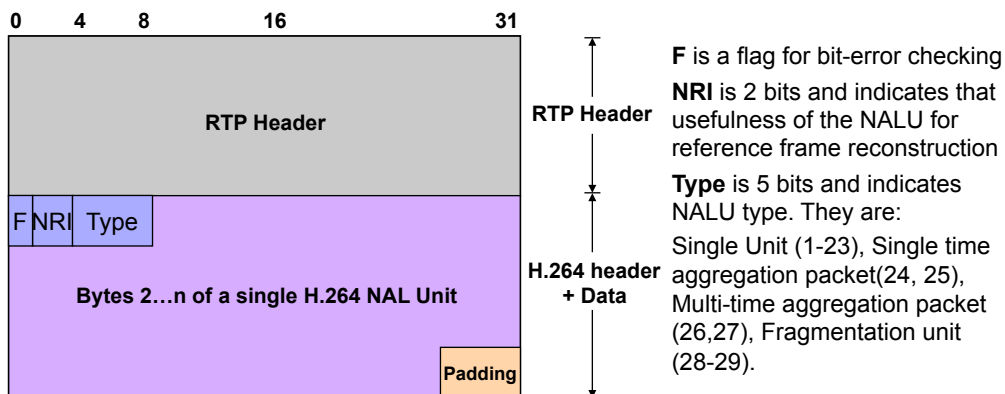 0 4 8 16 31
RTP Header
F NRI Type
Bytes 2...n of a single H.264 NAL Unit
Padding
RTP Header
H.264 header
+ Data
F is a flag for bit-error checking
NRI is 2 bits and indicates that
usefulness of the NALU for
reference frame reconstruction
Type is 5 bits and indicates
NALU type. They are:
Single Unit (1-23), Single time
aggregation packet(24, 25),
Multi-time aggregation packet
(26,27), Fragmentation unit
(28-29).